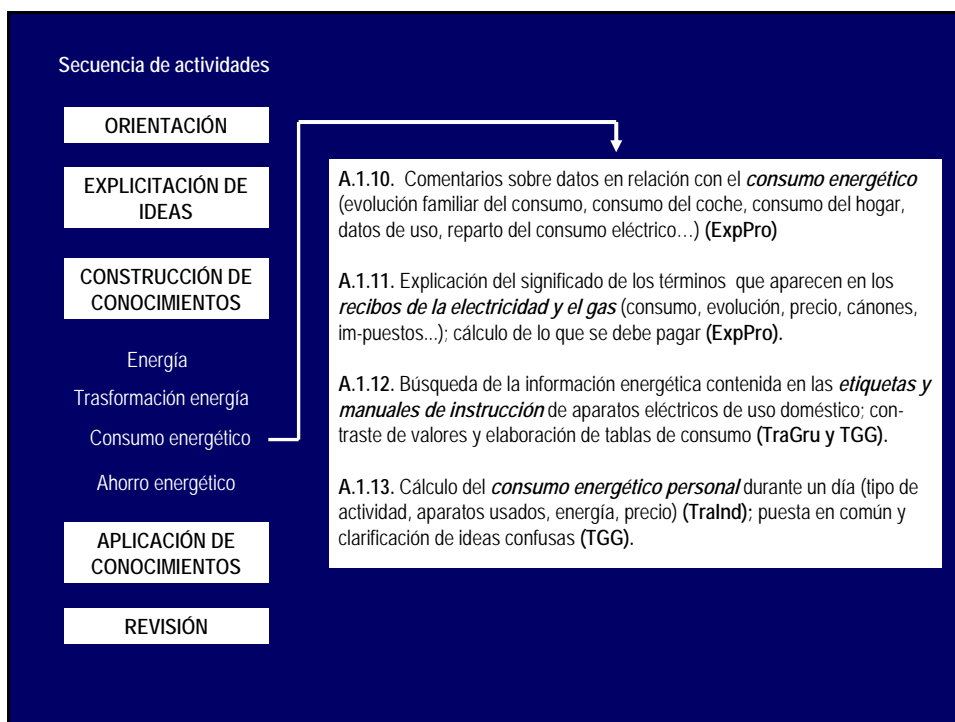 Secuencia de actividades
ORIENTACIÓN
EXPLICITACIÓN DE
IDEAS
CONSTRUCCIÓN DE
CONOCIMIENTOS
Energía
Trasformación energía
Consumo energético
Ahorro energético
APLICACIÓN DE
CONOCIMIENTOS
REVISIÓN
A.1.10. Comentarios sobre datos en relación con el consumo energético
(evolución familiar del consumo, consumo del coche, consumo del hogar,
datos de uso, reparto del consumo eléctrico…) (ExpPro)
A.1.11. Explicación del significado de los términos que aparecen en los
recibos de la electricidad y el gas (consumo, evolución, precio, cánones,
im-puestos...); cálculo de lo que se debe pagar (ExpPro).
A.1.12. Búsqueda de la información energética contenida en las etiquetas y
manuales de instrucción de aparatos eléctricos de uso doméstico; con-
traste de valores y elaboración de tablas de consumo (TraGru y TGG).
A.1.13. Cálculo del consumo energético personal durante un día (tipo de
actividad, aparatos usados, energía, precio) (TraInd); puesta en común y
clarificación de ideas confusas (TGG).